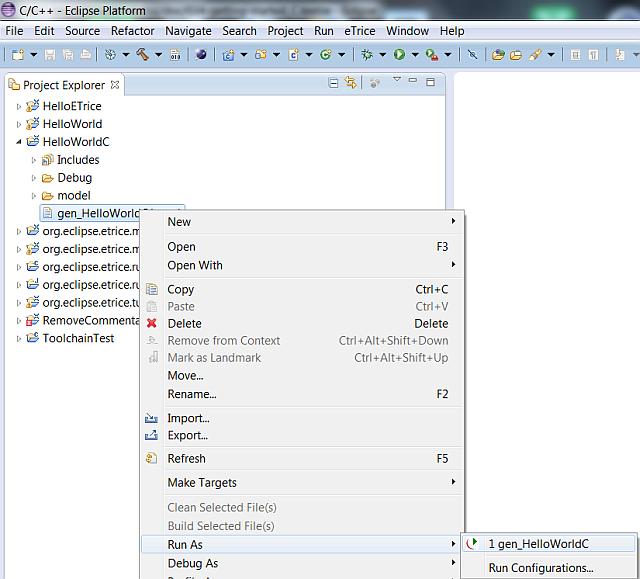 C/C++ - Eclipse Platform
File Edit Source Refactor Navigate Search Project Run eTrice Window Help
Project Explorer
HelloETrice
HelloWorld
HelloWorldC
Includes
Debug
model
gen_HelloWorld
org.eclipse.etrice.m
org.eclipse.etrice.m
org.eclipse.etrice.ru
org.eclipse.etrice.ru
org.eclipse.etrice.tu
RemoveCommenta
ToolchainTest
New
Open F3
Open With
Copy Ctrl+C
Paste Ctrl+V
Delete Delete
Remove from Context Ctrl+Alt+Shift+Down
Mark as Landmark Ctrl+Alt+Shift+Up
Move...
Rename... F2
Import...
Export...
Refresh F5
Make Targets
Clean Selected File(s)
Build Selected File(s)
Run As
1 gen_HelloWorldC
Debug As
Run Configurations...